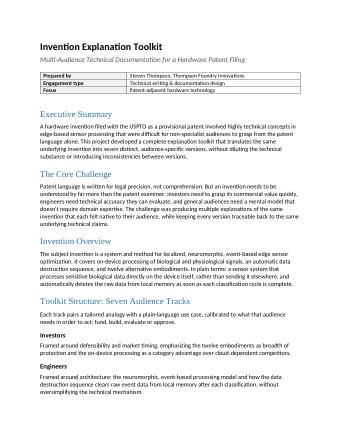 Invention Explanation Toolkit
Multi-Audience Technical Documentation for a Hardware Patent Filing
Prepared by Steven Thompson, Thompson Foundry Innovations
Engagement type Technical writing & documentation design
Focus Patent-adjacent hardware technology
Executive Summary
A hardware invention filed with the USPTO as a provisional patent involved highly technical concepts in
edge-based sensor processing that were difficult for non-specialist audiences to grasp from the patent
language alone. This project developed a complete explanation toolkit that translates the same
underlying invention into seven distinct, audience-specific versions, without diluting the technical
substance or introducing inconsistencies between versions.
The Core Challenge
Patent language is written for legal precision, not comprehension. But an invention needs to be
understood by far more than the patent examiner: investors need to grasp its commercial value quickly,
engineers need technical accuracy they can evaluate, and general audiences need a mental model that
doesn't require domain expertise. The challenge was producing multiple explanations of the same
invention that each felt native to their audience, while keeping every version traceable back to the same
underlying technical claims.
Invention Overview
The subject invention is a system and method for localized, neuromorphic, event-based edge sensor
optimization. It covers on-device processing of biological and physiological signals, an automatic data
destruction sequence, and twelve alternative embodiments. In plain terms: a sensor system that
processes sensitive biological data directly on the device itself, rather than sending it elsewhere, and
automatically deletes the raw data from local memory as soon as each classification cycle is complete.
Toolkit Structure: Seven Audience Tracks
Each track pairs a tailored analogy with a plain-language use case, calibrated to what that audience
needs in order to act: fund, build, evaluate or approve.
Investors
Framed around defensibility and market timing, emphasizing the twelve embodiments as breadth of
protection and the on-device processing as a category advantage over cloud-dependent competitors.
Engineers
Framed around architecture: the neuromorphic, event-based processing model and how the data
destruction sequence clears raw event data from local memory after each classification, without
oversimplifying the technical mechanism.